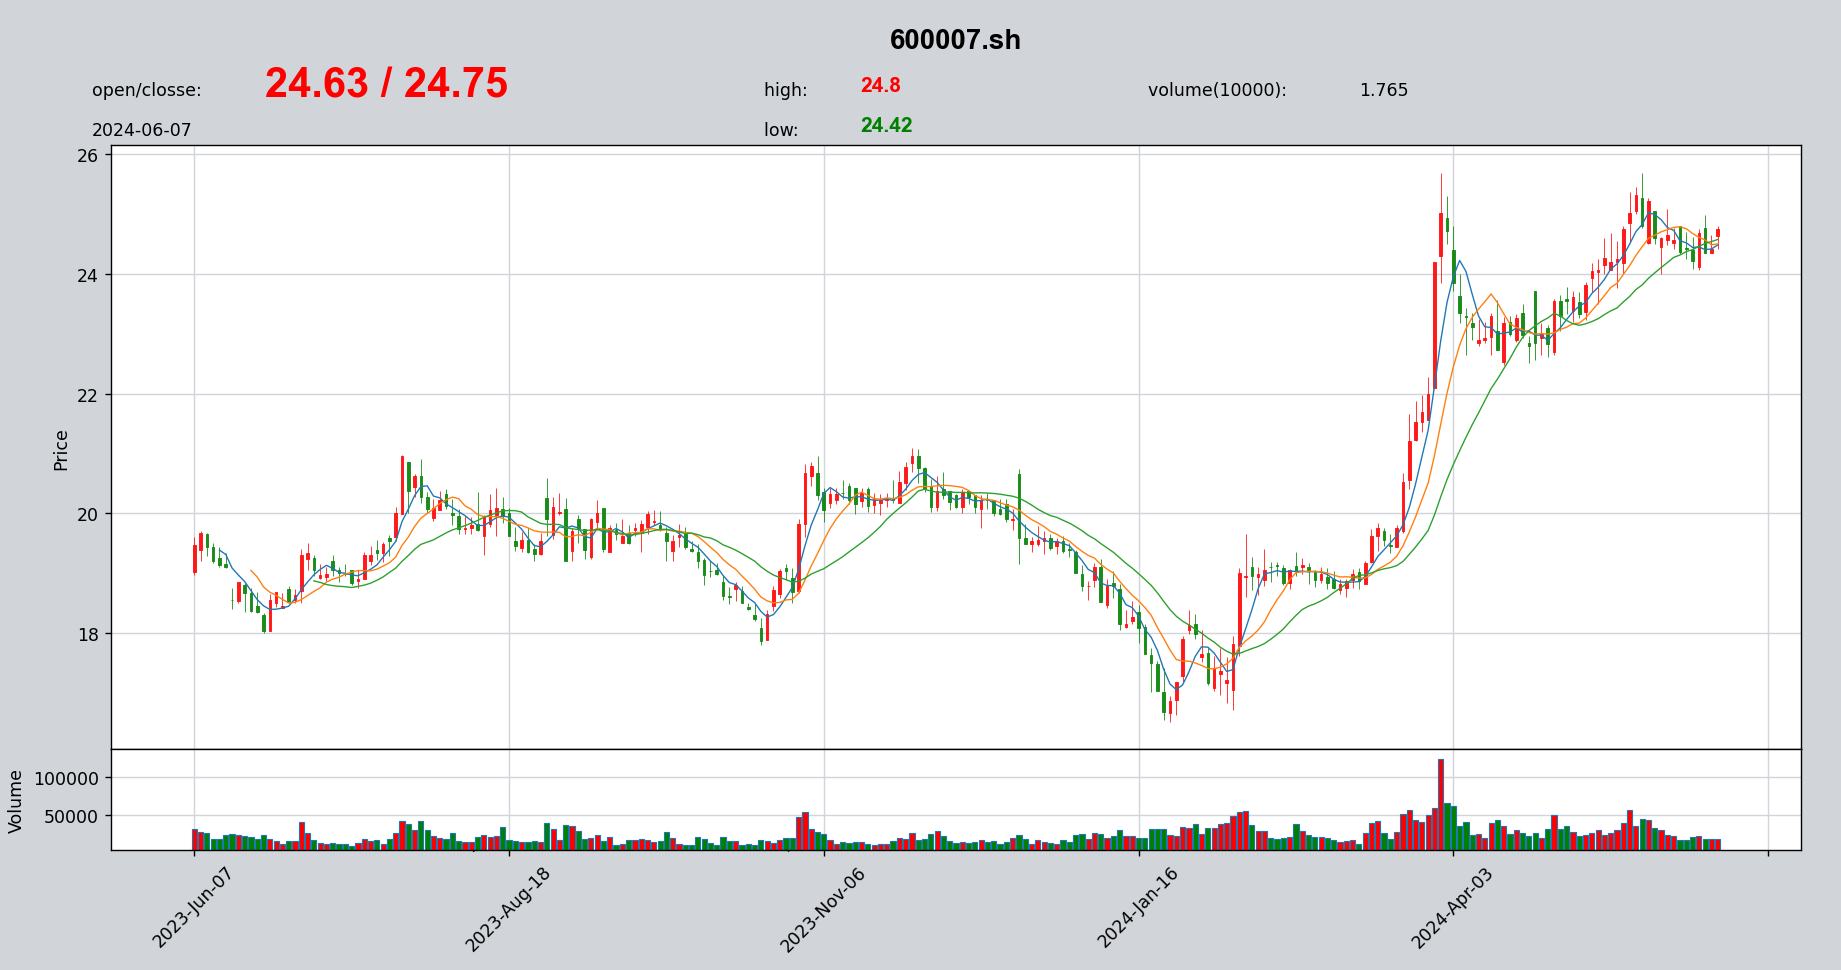 600007.sh
open/closse: 24.63 / 24.75 high: 24.8 volume(10000): 1.765
2024-06-07 low: 24.42
26
24
22
20
18
Price
100000
50000
Volume
2023-Jun-07 2023-Aug-18 2023-Nov-06 2024-Jan-16 2024-Apr-03